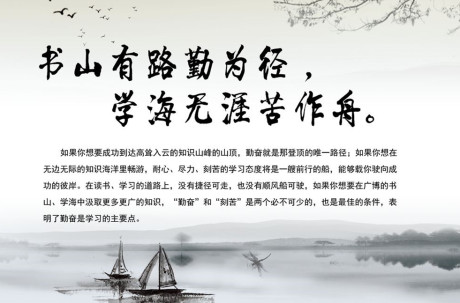 书山有路勤为径，
学海无涯苦作舟。
如果你想要成功到达高耸入云的知识山峰的山顶，勤奋就是那登顶的唯一路径；如果你想在
无边无际的知识海洋里畅游，耐心、尽力、刻苦的学习态度将是一艘前行的船，能够载你驶向成
功的彼岸。在读书、学习的道路上，没有捷径可走，也没有顺风船可驶，如果你想要在广博的书
山、学海中汲取更多更广的知识，“勤奋”和“刻苦”是两个必不可少的，也是最佳的条件，表
明了勤奋是学习的主要点。